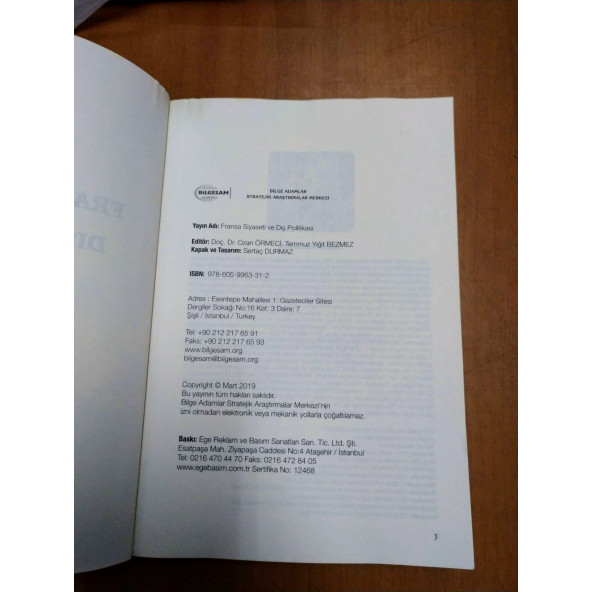 FRA
DI
BİLGESAM
BİLGE ADAMLAR
STRATEJİK ARAŞTIRMALAR MERKEZİ
Yayın Adı: Fransa Siyaseti ve Dış Politikası
Editör: Doç. Dr. Ozan ÖRMECİ, Tammuz Yiğit BEZMEZ
Kapak ve Tasarım: Sertaç DURMAZ
ISBN: 978-605-9963-31-2
Adres : Esentepe Mahallesi 1. Gazeteciler Sitesi
Dergiler Sokağı No:16 Kat: 3 Daire: 7
Şişli / İstanbul / Turkey
Tel: +90 212 217 65 91
Faks: +90 212 217 65 93
www.bilgesam.org
bilgesam@bilgesam.org
Copyright © Mart 2019
Bu yayının tüm hakları saklıdır.
Bilge Adamlar Stratejik Araştırmalar Merkezi'nin
izni olmadan elektronik veya mekanik yollarla çoğaltılamaz.
Baskı: Ege Reklam ve Basım Sanatları San. Tic. Ltd. Şti.
Esatpaşa Mah. Ziyapaşa Caddesi No:4 Ataşehir / İstanbul
Tel: 0216 470 44 70 Faks: 0216 472 84 05
www.egebasim.com.tr Sertifika No: 12468
3